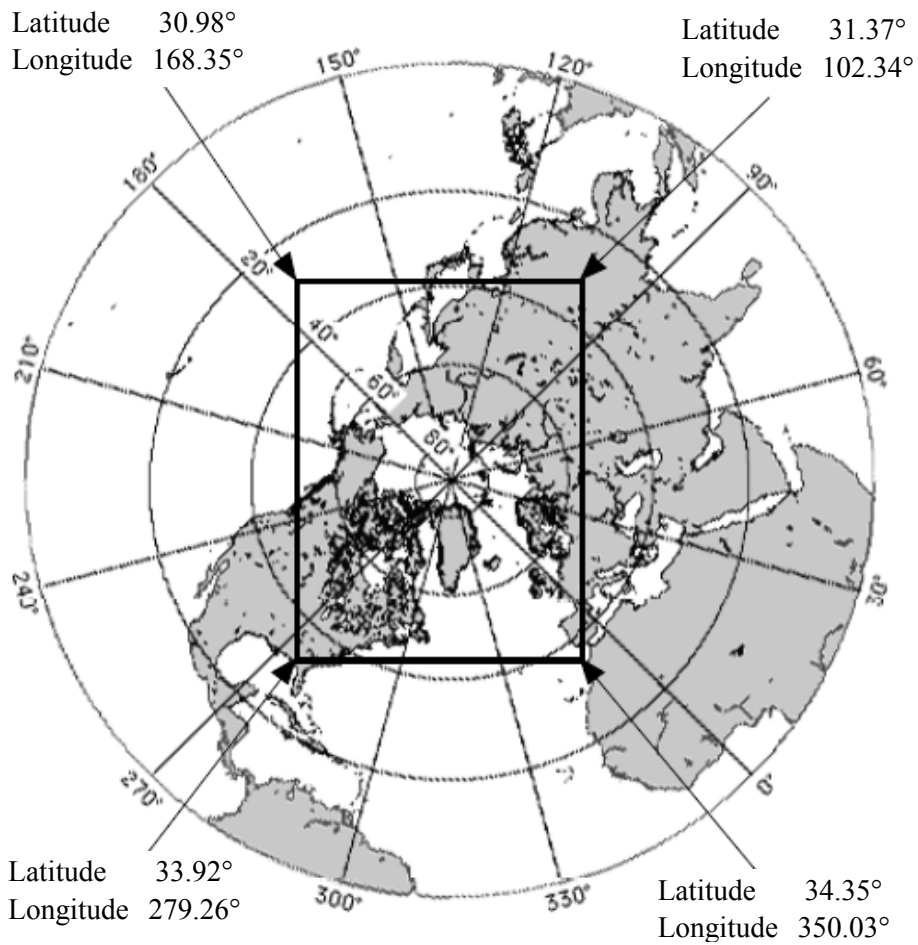 Latitude 30.98°
Longitude 168.35°
Latitude 31.37°
Longitude 102.34°
150°
120°
180°
90°
20°
210°
40°
60°
60°
80°
240°
30°
270°
0°
300°
330°
Latitude 33.92°
Longitude 279.26°
Latitude 34.35°
Longitude 350.03°